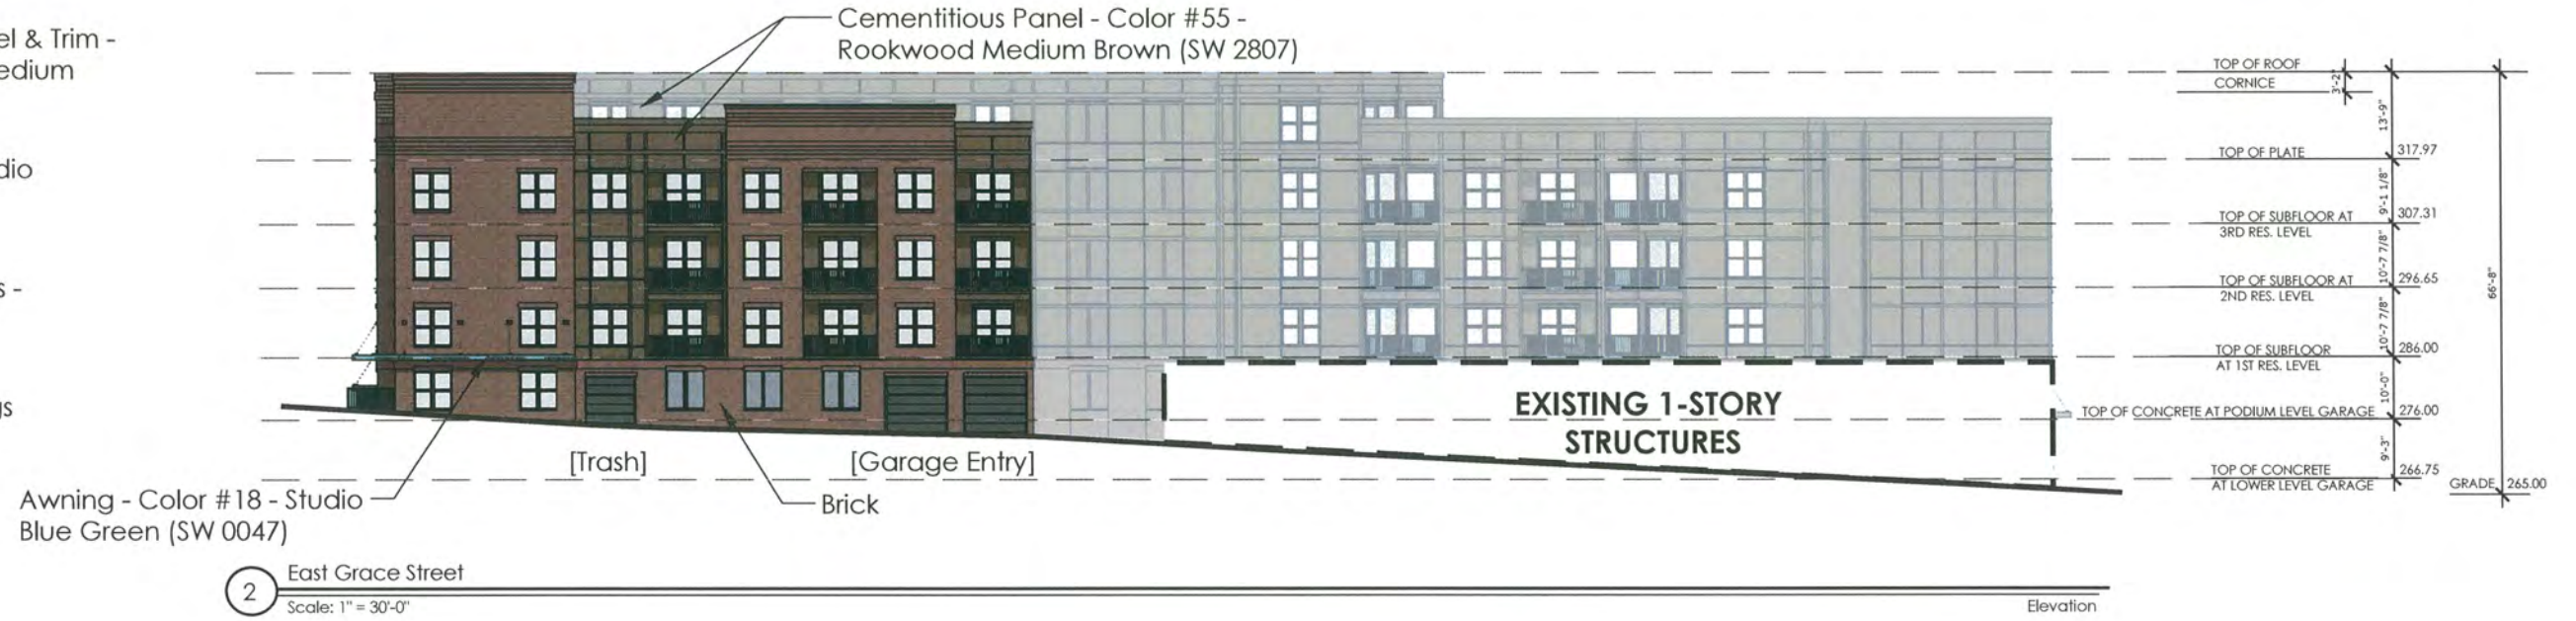 el & Trim -
edium
dio
s -
gs
Cementitious Panel - Color #55 -
Rookwood Medium Brown (SW 2807)
TOP OF ROOF
CORNICE
3'-2"
13'-9"
TOP OF PLATE
317.97
9'-1 1/8"
TOP OF SUBFLOOR AT
3RD RES. LEVEL
307.31
10'-7 7/8"
TOP OF SUBFLOOR AT
2ND RES. LEVEL
296.65
10'-7 7/8"
TOP OF SUBFLOOR
AT 1ST RES. LEVEL
286.00
10'-0"
TOP OF CONCRETE AT PODIUM LEVEL GARAGE
276.00
9'-3"
TOP OF CONCRETE
AT LOWER LEVEL GARAGE
266.75
66'-8"
GRADE
265.00
EXISTING 1-STORY
STRUCTURES
[Trash]
[Garage Entry]
Brick
Awning - Color #18 - Studio
Blue Green (SW 0047)
2
East Grace Street
Scale: 1" = 30'-0"
Elevation